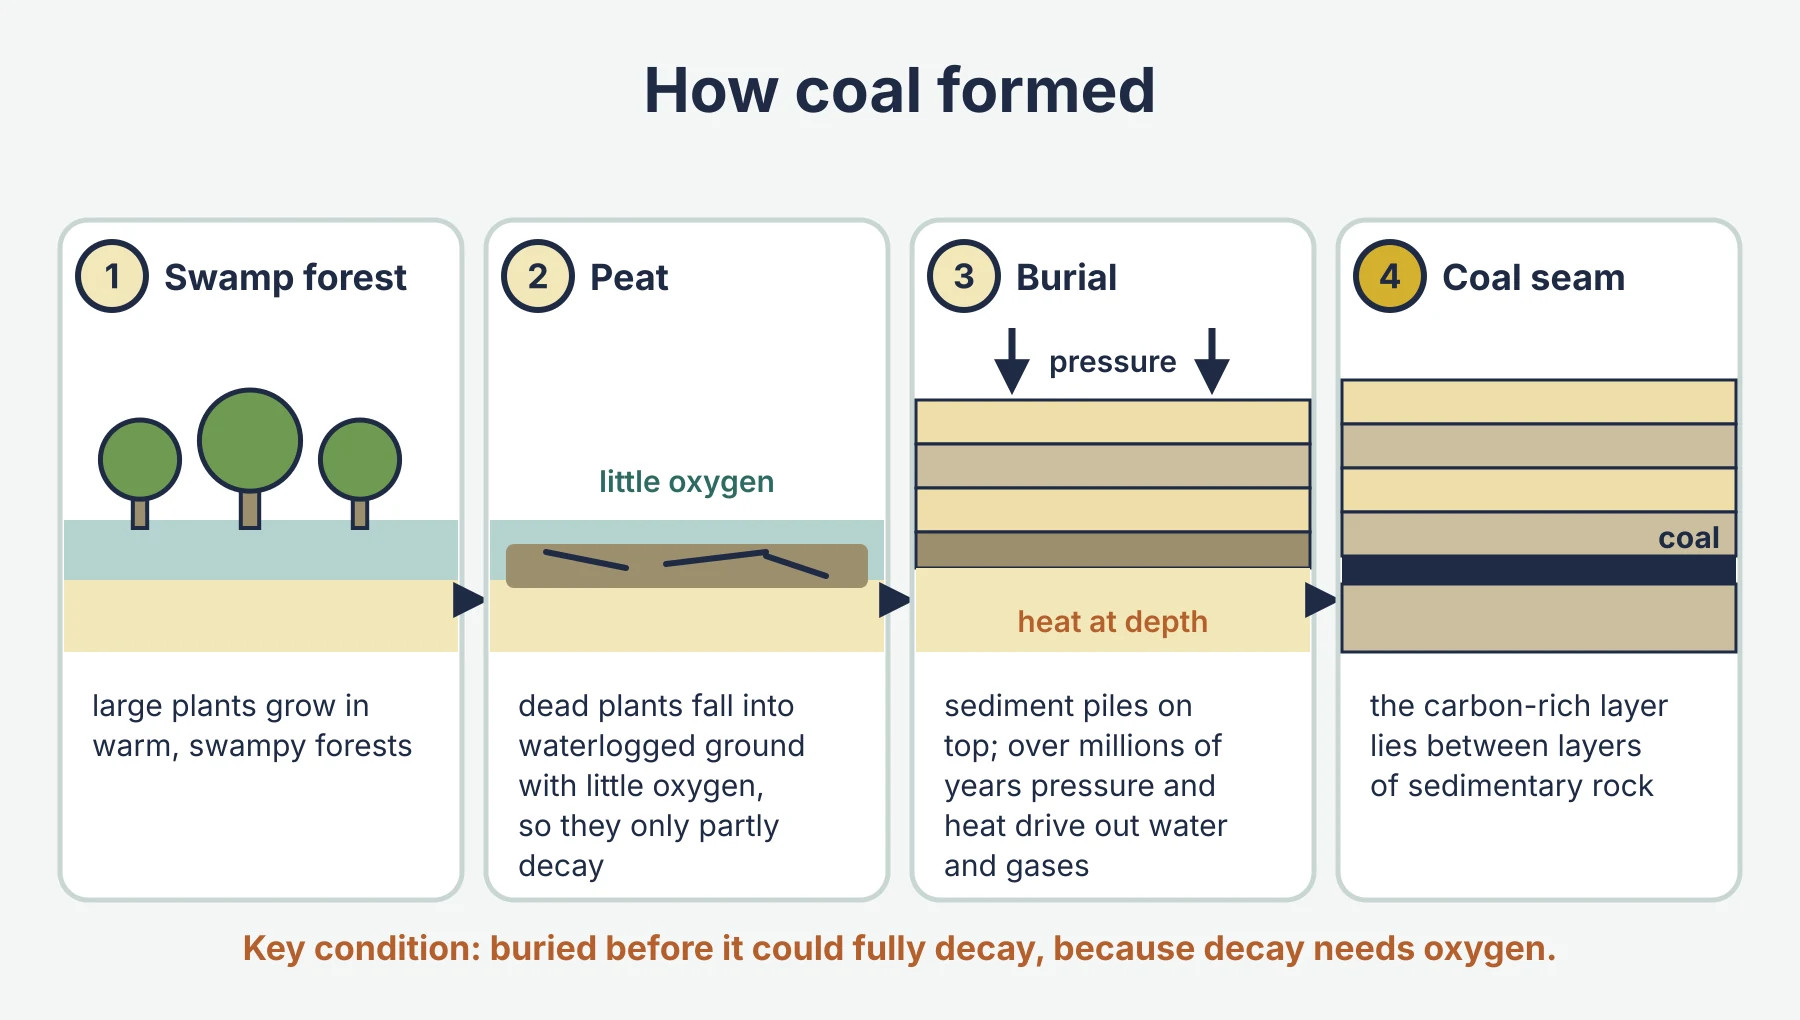 How coal formed
1 Swamp forest
large plants grow in
warm, swampy forests
2 Peat
little oxygen
dead plants fall into
waterlogged ground
with little oxygen,
so they only partly
decay
3 Burial
pressure
heat at depth
sediment piles on
top; over millions of
years pressure and
heat drive out water
and gases
4 Coal seam
coal
the carbon-rich layer
lies between layers
of sedimentary rock
Key condition: buried before it could fully decay, because decay needs oxygen.